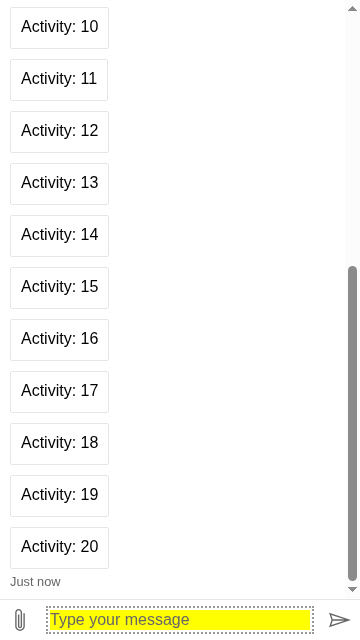 Activity: 10
Activity: 11
Activity: 12
Activity: 13
Activity: 14
Activity: 15
Activity: 16
Activity: 17
Activity: 18
Activity: 19
Activity: 20
Just now
Type your message